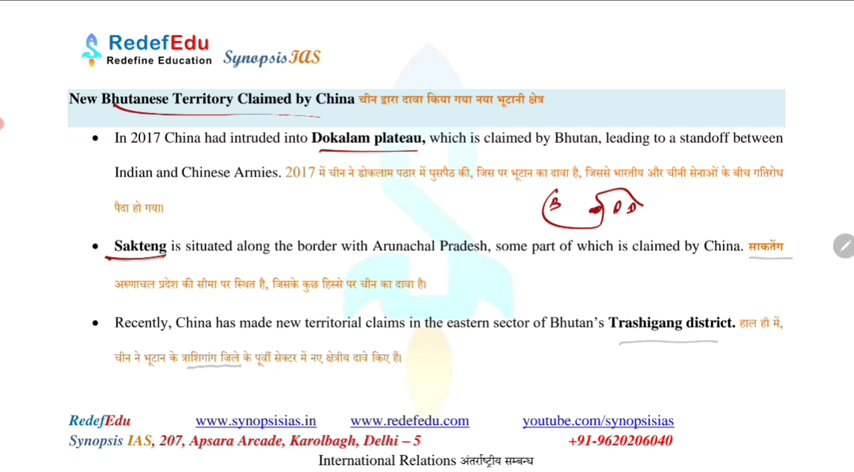 RedefEdu
Redefine Education
Synopsis IAS
New Bhutanese Territory Claimed by China चीन द्वारा दावा किया गया नया भूटानी क्षेत्र
• In 2017 China had intruded into Dokalam plateau, which is claimed by Bhutan, leading to a standoff between
Indian and Chinese Armies. 2017 में चीन ने डोकलाम पठार में घुसपैठ की, जिस पर भूटान का दावा है, जिससे भारतीय और चीनी सेनाओं के बीच गतिरोध
पैदा हो गया।
• Sakteng is situated along the border with Arunachal Pradesh, some part of which is claimed by China. साकतेंग
अरुणाचल प्रदेश की सीमा पर स्थित है, जिसके कुछ हिस्से पर चीन का दावा है।
• Recently, China has made new territorial claims in the eastern sector of Bhutan's Trashigang district. हाल ही में,
चीन ने भूटान के त्राशिगांग जिले के पूर्वी सेक्टर में नए क्षेत्रीय दावे किए हैं।
RedefEdu www.synopsisias.in www.redefedu.com youtube.com/synopsisias
Synopsis IAS, 207, Apsara Arcade, Karolbagh, Delhi – 5 +91-9620206040
International Relations अंतर्राष्ट्रीय सम्बन्ध